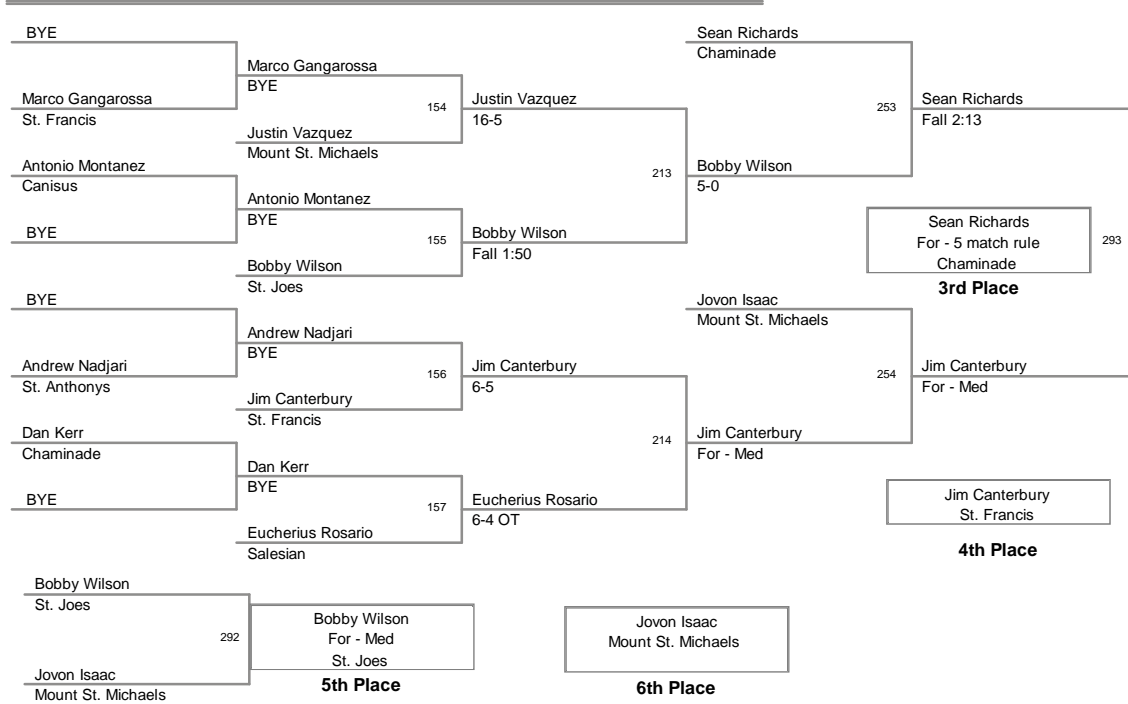 BYE
Marco Gangarossa
St. Francis
Marco Gangarossa
BYE
154
Justin Vazquez
Mount St. Michaels
Justin Vazquez
16-5
Antonio Montanez
Canisus
BYE
Antonio Montanez
BYE
155
Bobby Wilson
St. Joes
Bobby Wilson
Fall 1:50
213
Sean Richards
Chaminade
Bobby Wilson
5-0
253
Sean Richards
Fall 2:13
Sean Richards
For - 5 match rule
Chaminade
293
3rd Place
BYE
Andrew Nadjari
St. Anthonys
Andrew Nadjari
BYE
156
Jim Canterbury
St. Francis
Jim Canterbury
6-5
Dan Kerr
Chaminade
BYE
Dan Kerr
BYE
157
Eucherius Rosario
Salesian
Eucherius Rosario
6-4 OT
214
Jovon Isaac
Mount St. Michaels
Jim Canterbury
For - Med
254
Jim Canterbury
For - Med
Jim Canterbury
St. Francis
4th Place
Bobby Wilson
St. Joes
292
Jovon Isaac
Mount St. Michaels
Bobby Wilson
For - Med
St. Joes
5th Place
Jovon Isaac
Mount St. Michaels
6th Place